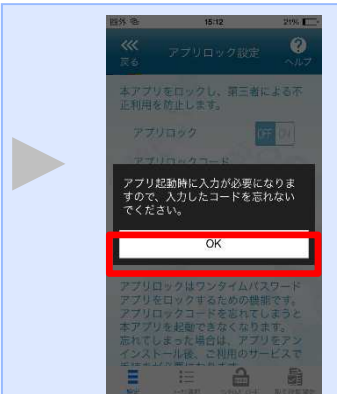 圏外
15:12
21%
戻る
アプリロック設定
ヘルプ
本アプリをロックし、第三者による不
正利用を防止します。
アプリロック
OFF ON
アプリロックコード
アプリ起動時に入力が必要になりま
すので、入力したコードを忘れない
でください。
OK
アプリロックはワンタイムパスワード
アプリをロックするための機能です。
アプリロックコードを忘れてしまうと
本アプリを起動できなくなります。
忘れてしまった場合は、アプリをアン
インストール後、ご利用のサービスで